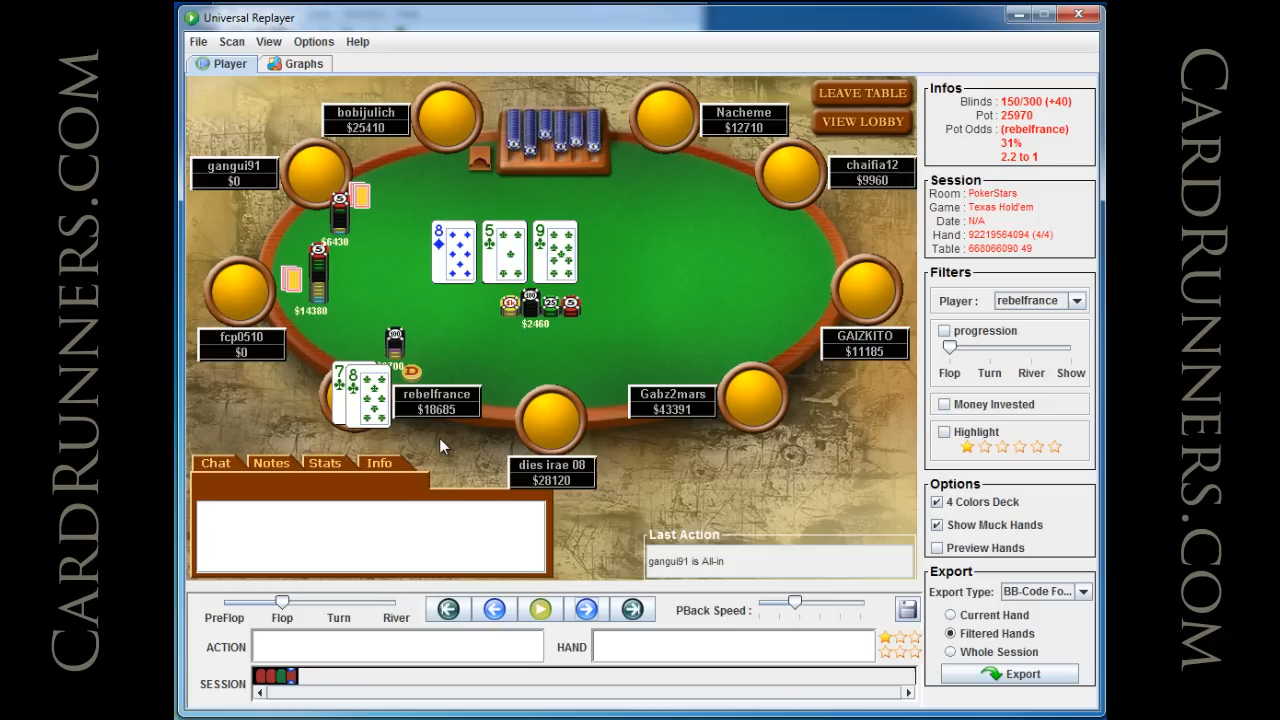 CARDRUNNERS.COM
Universal Replayer
File Scan View Options Help
Player Graphs
LEAVE TABLE
VIEW LOBBY
bobijulich
$25410
Nacheme
$12710
gangui91
$0
chaifia12
$9960
$6430
8 5 9
$14380
$2460
fcp0510
$0
GAIZKITO
$11185
D
7 8
rebelfrance
$18685
Gabz2mars
$43391
dies irae 08
$28120
Chat Notes Stats Info
Last Action
gangui91 is All-in
PreFlop Flop Turn River
PBack Speed :
ACTION HAND
SESSION
Infos
Blinds : 150/300 (+40)
Pot : 25970
Pot Odds : (rebelfrance)
31%
2.2 to 1
Session
Room : PokerStars
Game : Texas Hold'em
Date : N/A
Hand : 92219564094 (4/4)
Table : 668066090 49
Filters
Player : rebelfrance
progression
Flop Turn River Show
Money Invested
Highlight
Options
4 Colors Deck
Show Muck Hands
Preview Hands
Export
Export Type: BB-Code Fo...
Current Hand
Filtered Hands
Whole Session
Export
CARDRUNNERS.COM